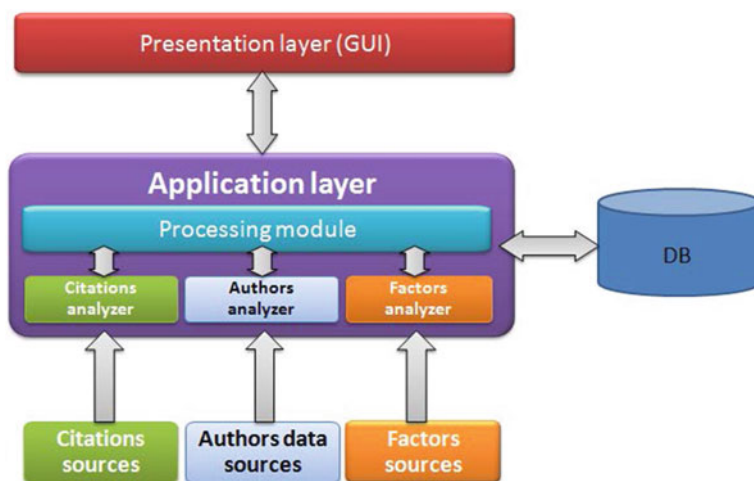 Presentation layer (GUI)
Application layer
Processing module
Citations
analyzer
Authors
analyzer
Factors
analyzer
DB
Citations
sources
Authors data
sources
Factors
sources